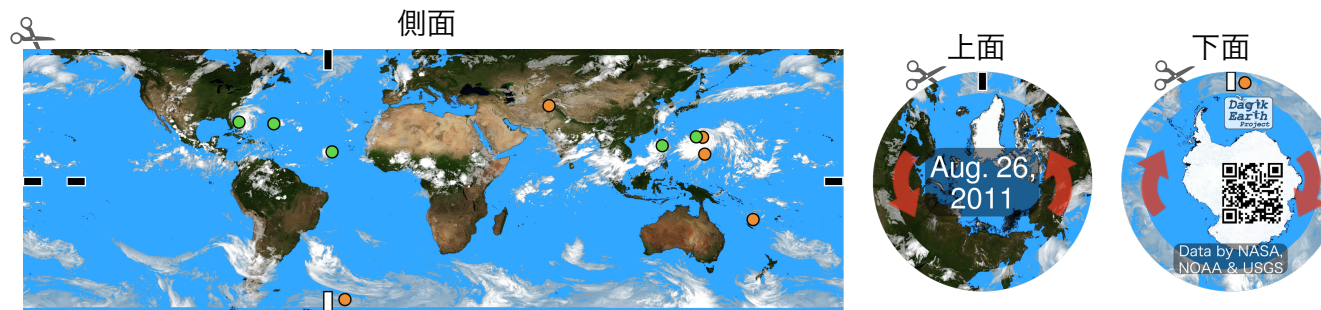 側面
上面
下面
Aug. 26,
2011
Dagik
Earth
Project
Data by NASA,
NOAA & USGS